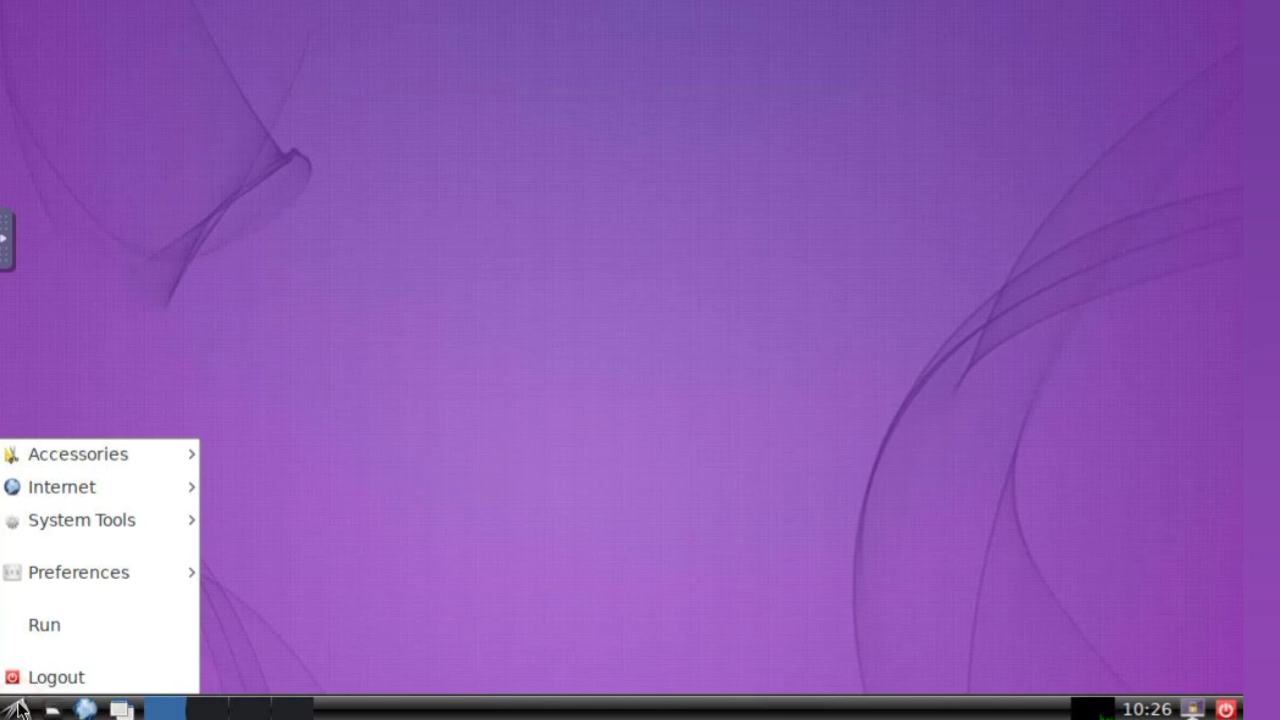 Accessories
Internet
System Tools
Preferences
Run
Logout
10:26